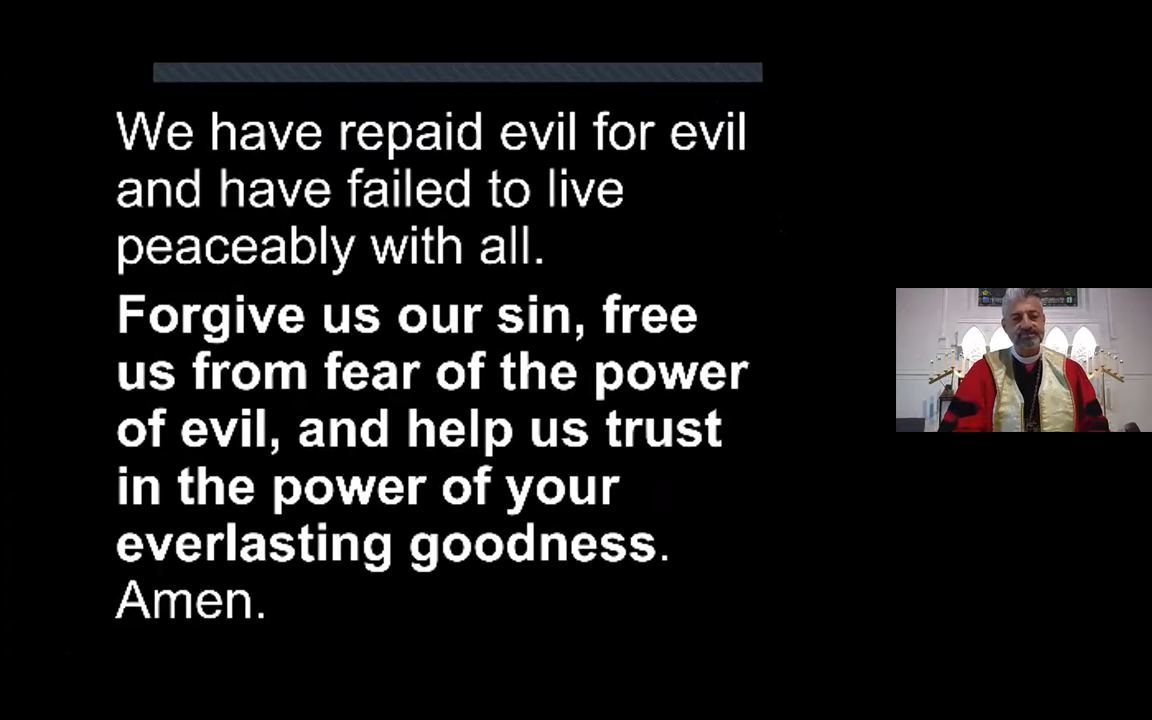 We have repaid evil for evil
and have failed to live
peaceably with all.
Forgive us our sin, free
us from fear of the power
of evil, and help us trust
in the power of your
everlasting goodness.
Amen.